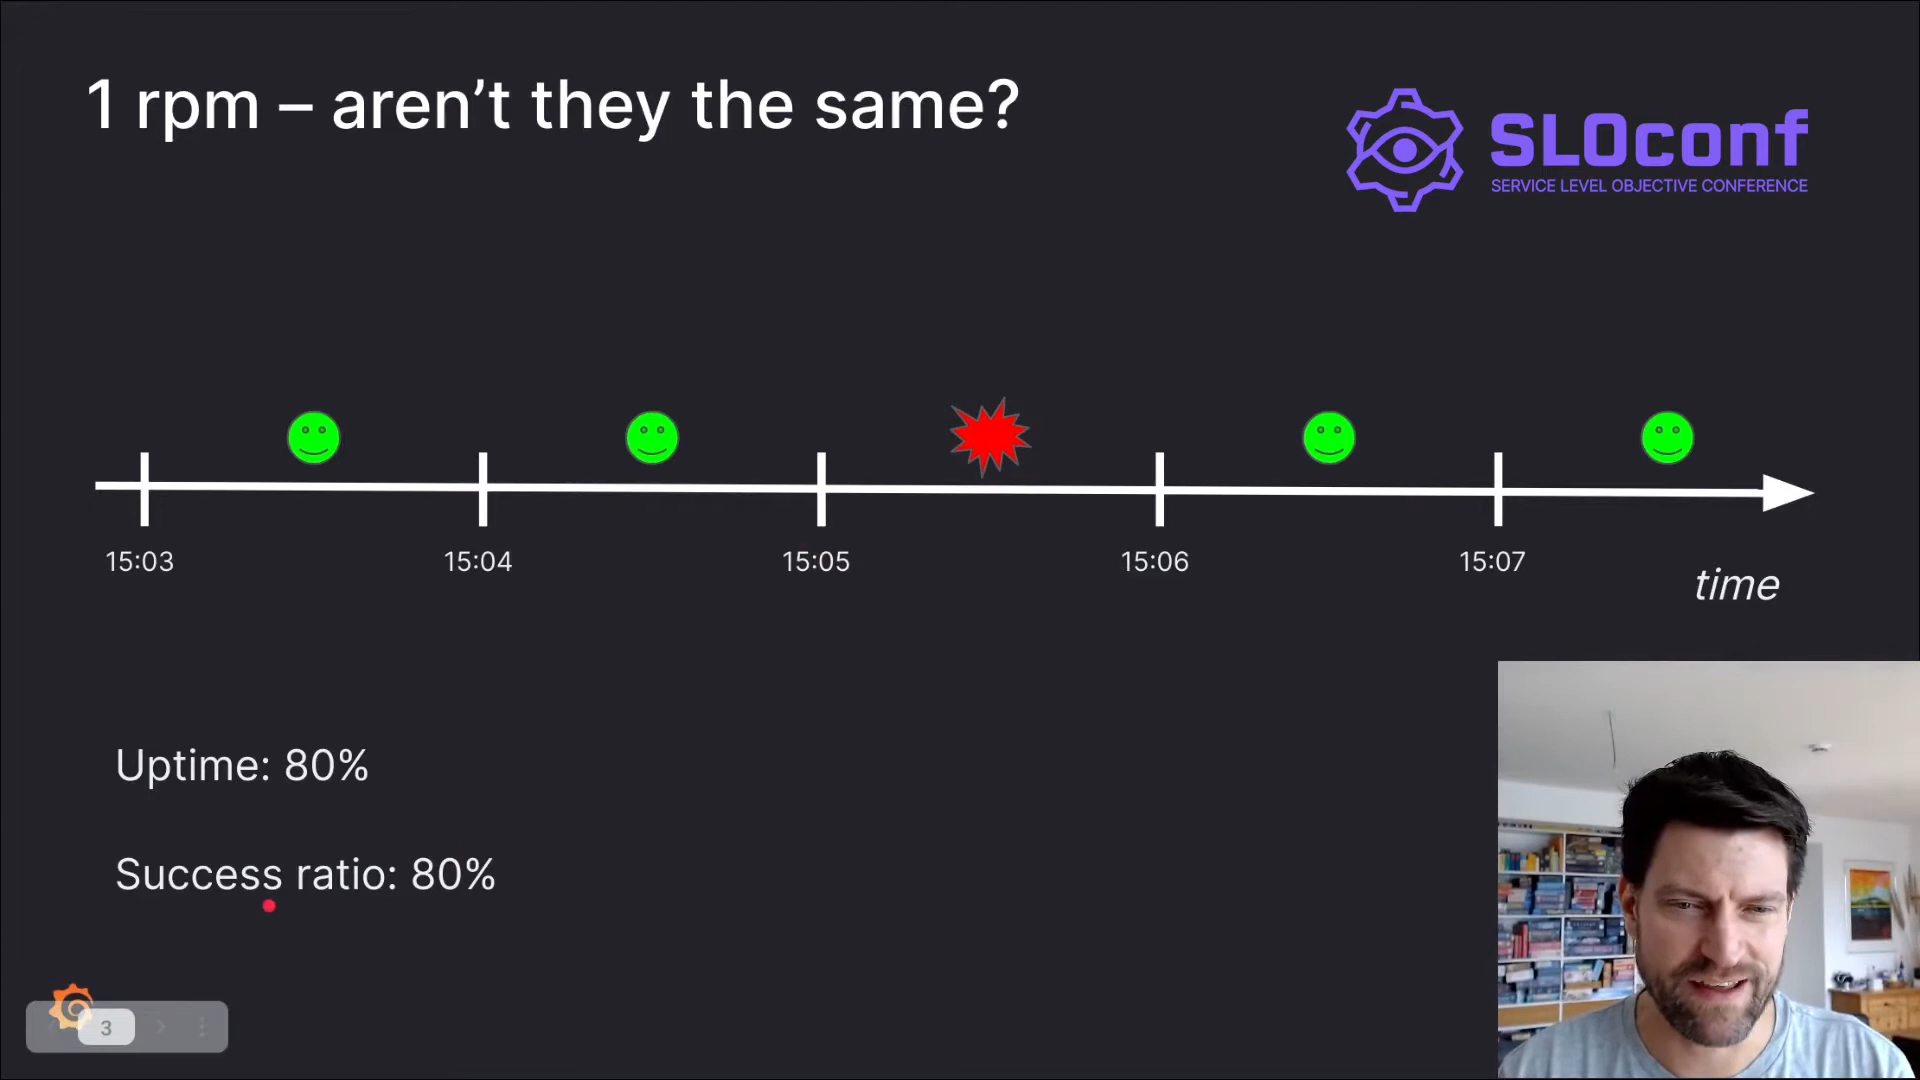 1 rpm – aren’t they the same?
SLOconf
SERVICE LEVEL OBJECTIVE CONFERENCE
15:03
15:04
15:05
15:06
15:07
time
Uptime: 80%
Success ratio: 80%
3